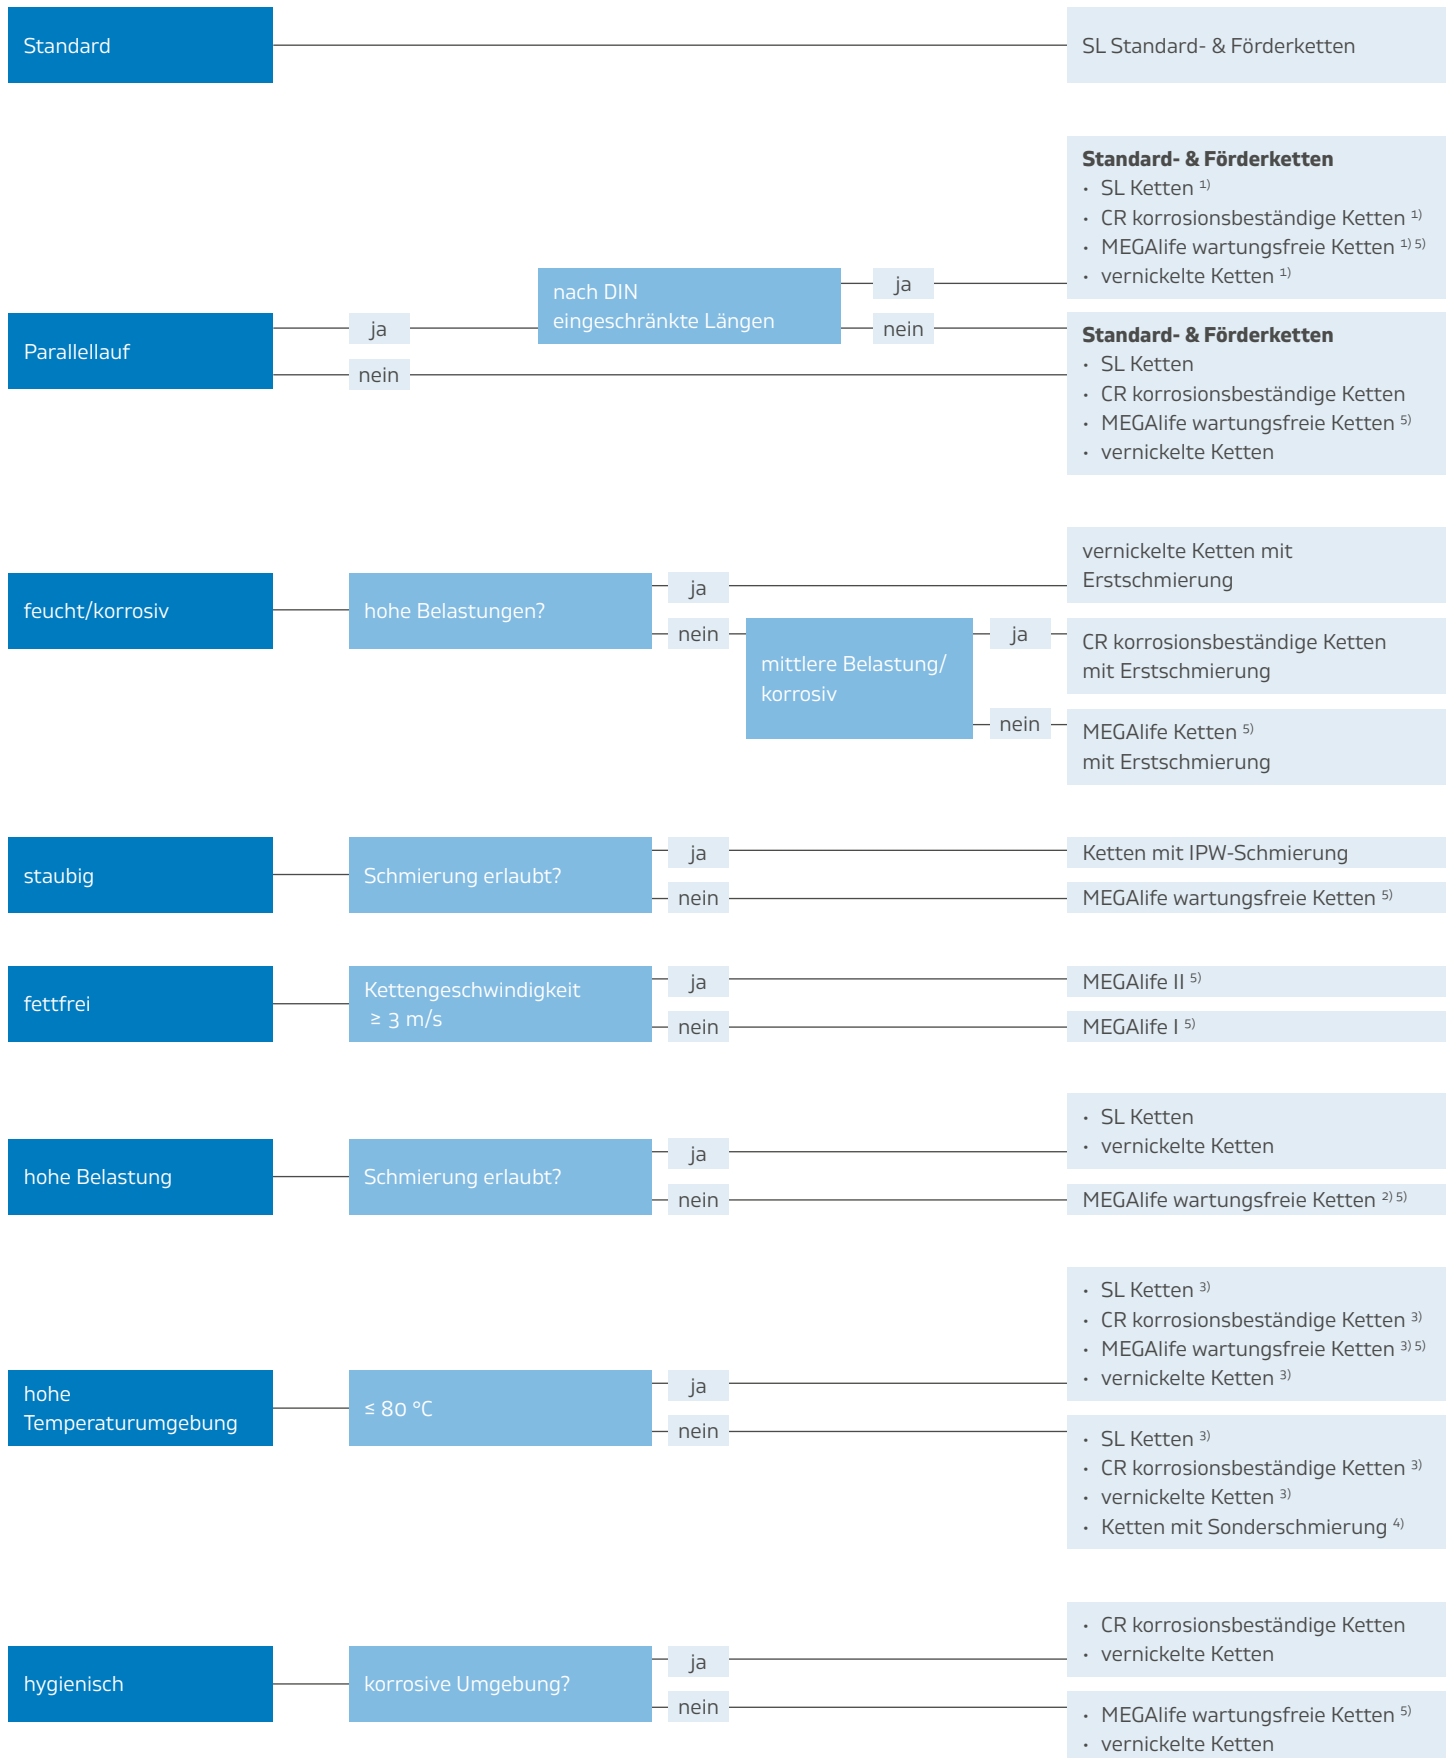 Standard
SL Standard- & Förderketten
Standard- & Förderketten
• SL Ketten ¹⁾
• CR korrosionsbeständige Ketten ¹⁾
• MEGAlife wartungsfreie Ketten ¹⁾ ⁵⁾
• vernickelte Ketten ¹⁾
Parallellauf
ja
nein
nach DIN
eingeschränkte Längen
ja
nein
Standard- & Förderketten
• SL Ketten
• CR korrosionsbeständige Ketten
• MEGAlife wartungsfreie Ketten ⁵⁾
• vernickelte Ketten
feucht/korrosiv
hohe Belastungen?
ja
nein
vernickelte Ketten mit
Erstschmierung
mittlere Belastung/
korrosiv
ja
nein
CR korrosionsbeständige Ketten
mit Erstschmierung
MEGAlife Ketten ⁵⁾
mit Erstschmierung
staubig
Schmierung erlaubt?
ja
nein
Ketten mit IPW-Schmierung
MEGAlife wartungsfreie Ketten ⁵⁾
fettfrei
Kettengeschwindigkeit
≥ 3 m/s
ja
nein
MEGAlife II ⁵⁾
MEGAlife I ⁵⁾
hohe Belastung
Schmierung erlaubt?
ja
nein
• SL Ketten
• vernickelte Ketten
MEGAlife wartungsfreie Ketten ²⁾ ⁵⁾
hohe
Temperaturumgebung
≤ 80 °C
ja
nein
• SL Ketten ³⁾
• CR korrosionsbeständige Ketten ³⁾
• MEGAlife wartungsfreie Ketten ³⁾ ⁵⁾
• vernickelte Ketten ³⁾
• SL Ketten ³⁾
• CR korrosionsbeständige Ketten ³⁾
• vernickelte Ketten ³⁾
• Ketten mit Sonderschmierung ⁴⁾
hygienisch
korrosive Umgebung?
ja
nein
• CR korrosionsbeständige Ketten
• vernickelte Ketten
• MEGAlife wartungsfreie Ketten ⁵⁾
• vernickelte Ketten